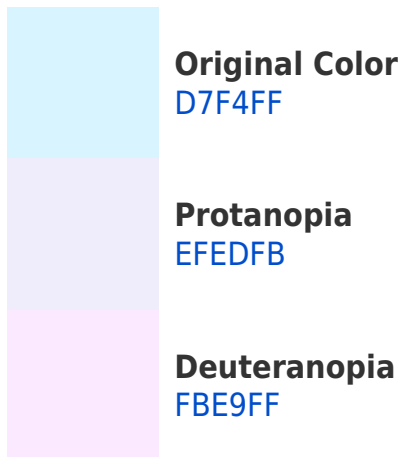 Original Color
D7F4FF
Protanopia
EFEDFB
Deuteranopia
FBE9FF